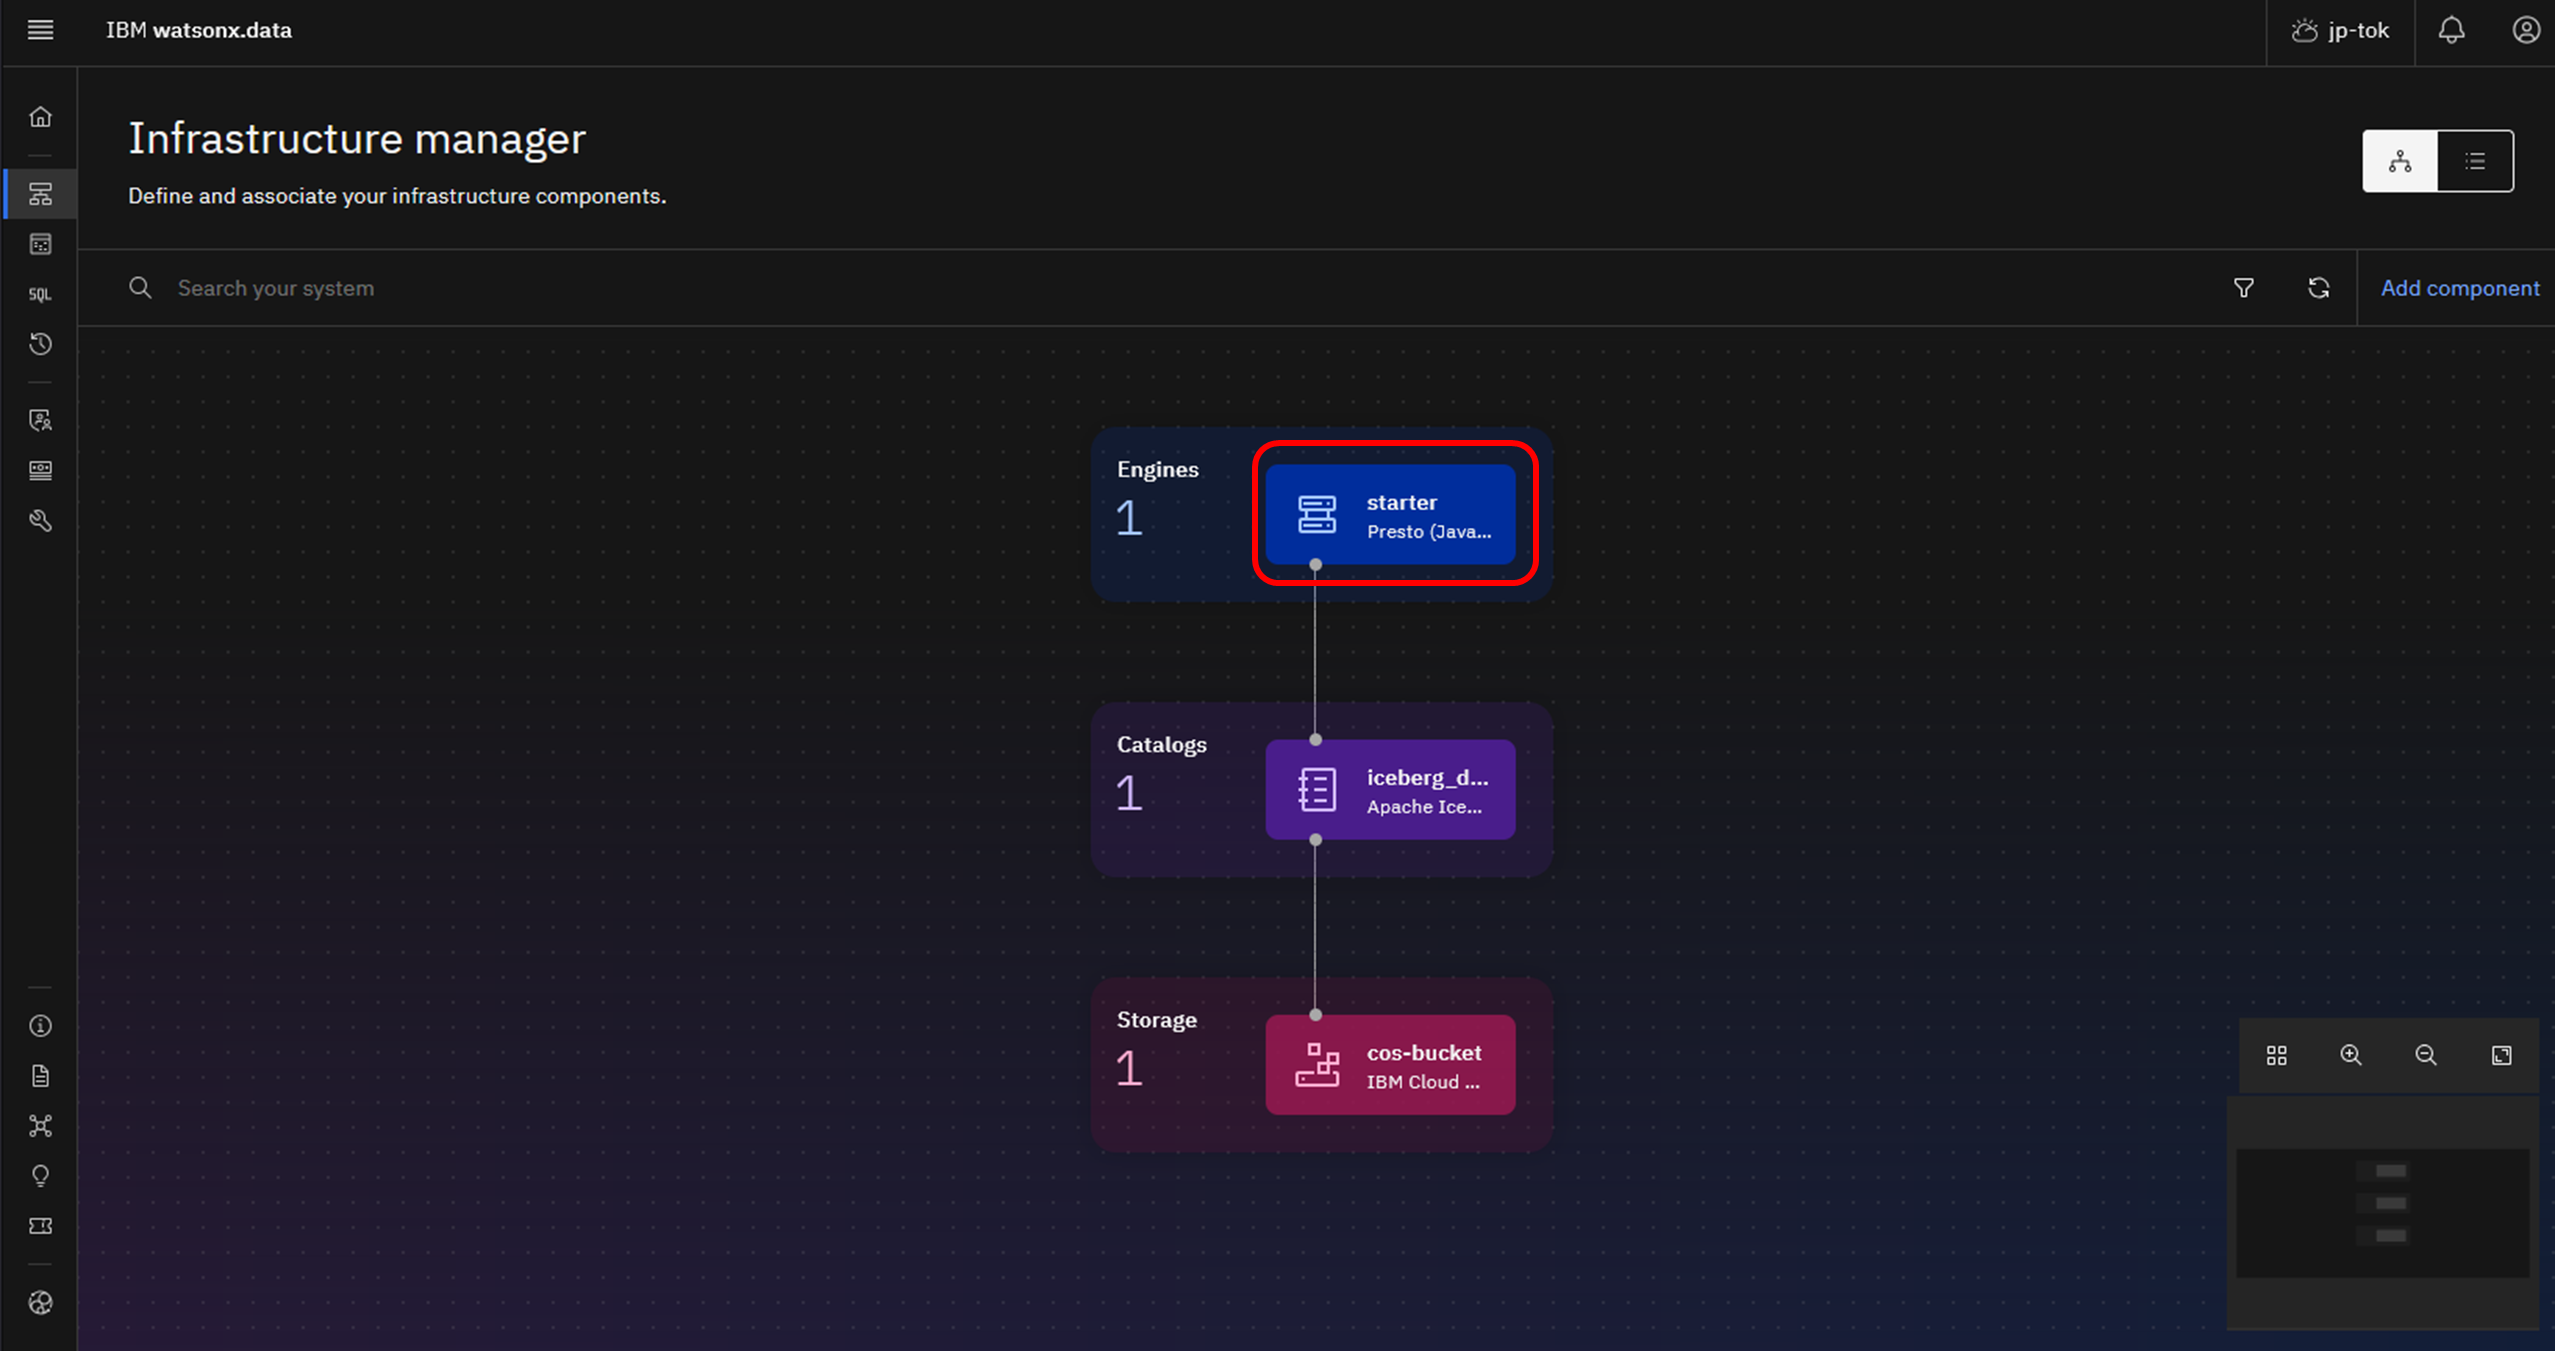 IBM watsonx.data
jp-tok
Infrastructure manager
Define and associate your infrastructure components.
SQL
Search your system
Add component
Engines
1
starter
Presto (Java...
Catalogs
1
iceberg_d...
Apache Ice...
Storage
1
cos-bucket
IBM Cloud ...